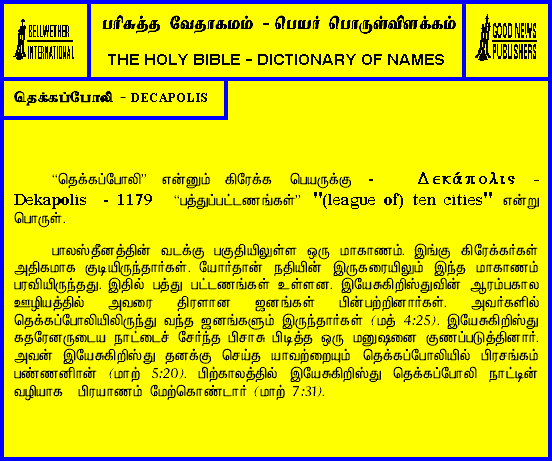 BELLWETHER
INTERNATIONAL
பரிசுத்த வேதாகமம் - பெயர் பொருள்விளக்கம்
THE HOLY BIBLE - DICTIONARY OF NAMES
GOOD NEWS
PUBLISHERS
தெக்கப்போலி - DECAPOLIS
“தெக்கப்போலி” என்னும் கிரேக்க பெயருக்கு - Δεκάπολις -
Dekapolis - 1179 “பத்துப்பட்டணங்கள்” "(league of) ten cities" என்று
பொருள்.
பாலஸ்தீனத்தின் வடக்கு பகுதியிலுள்ள ஒரு மாகாணம். இங்கு கிரேக்கர்கள்
அதிகமாக குடியிருந்தார்கள். யோர்தான் நதியின் இருகரையிலும் இந்த மாகாணம்
பரவியிருந்தது. இதில் பத்து பட்டணங்கள் உள்ளன. இயேசுகிறிஸ்துவின் ஆரம்பகால
ஊழியத்தில் அவரை திரளான ஜனங்கள் பின்பற்றினார்கள். அவர்களில்
தெக்கப்போலியிலிருந்து வந்த ஜனங்களும் இருந்தார்கள் (மத் 4:25). இயேசுகிறிஸ்து
கதரேனருடைய நாட்டைச் சேர்ந்த பிசாசு பிடித்த ஒரு மனுஷனை குணப்படுத்தினார்.
அவன் இயேசுகிறிஸ்து தனக்கு செய்த யாவற்றையும் தெக்கப்போலியில் பிரசங்கம்
பண்ணினான் (மாற் 5:20). பிற்காலத்தில் இயேசுகிறிஸ்து தெக்கப்போலி நாட்டின்
வழியாக பிரயாணம் மேற்கொண்டார் (மாற் 7:31).